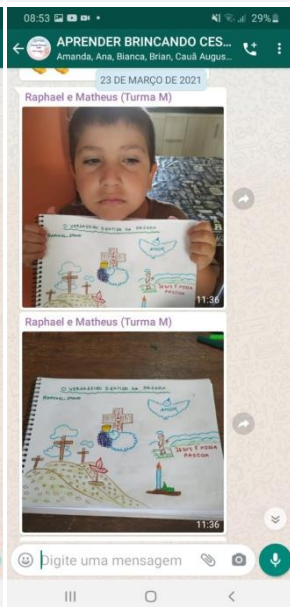 08:53
29%
APRENDER BRINCANDO CES...
Amanda, Ana, Bianca, Brian, Cauã Augus...
23 DE MARÇO DE 2021
Raphael e Matheus (Turma M)
O VERDADEIRO SENTIDO DA PÁSCOA
AMOR
JESUS É NOSSA
PÁSCOA
11:36
Raphael e Matheus (Turma M)
O VERDADEIRO SENTIDO DA PÁSCOA
AMOR
JESUS É NOSSA
PÁSCOA
11:36
Digite uma mensagem